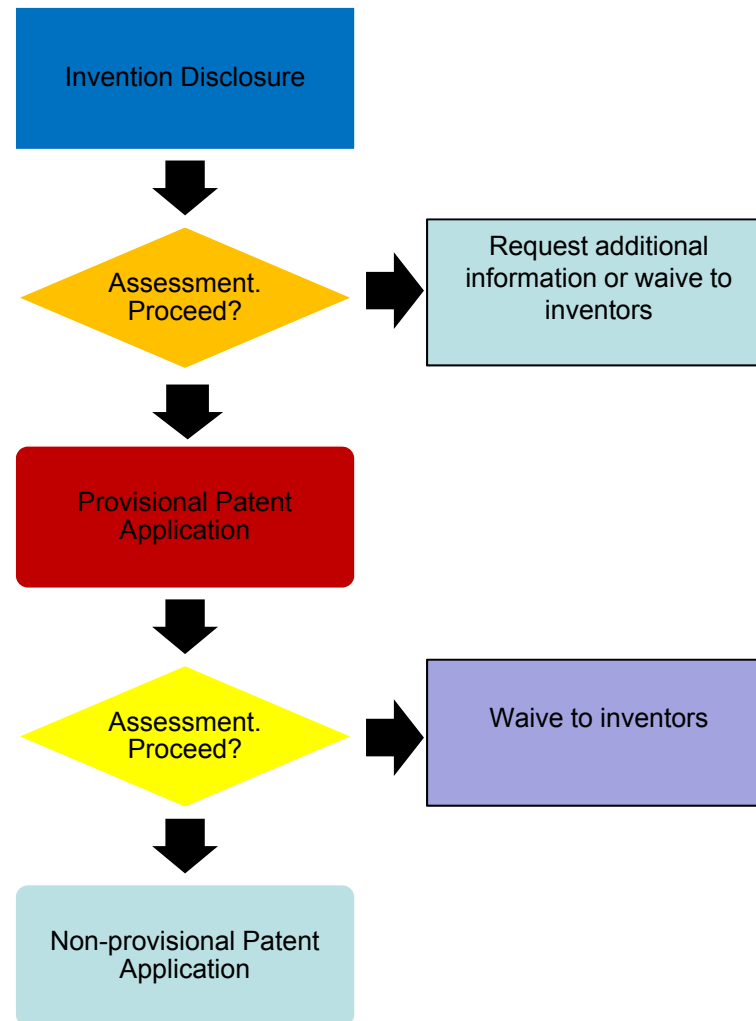 Invention Disclosure
Assessment.
Proceed?
Request additional
information or waive to
inventors
Provisional Patent
Application
Assessment.
Proceed?
Waive to inventors
Non-provisional Patent
Application